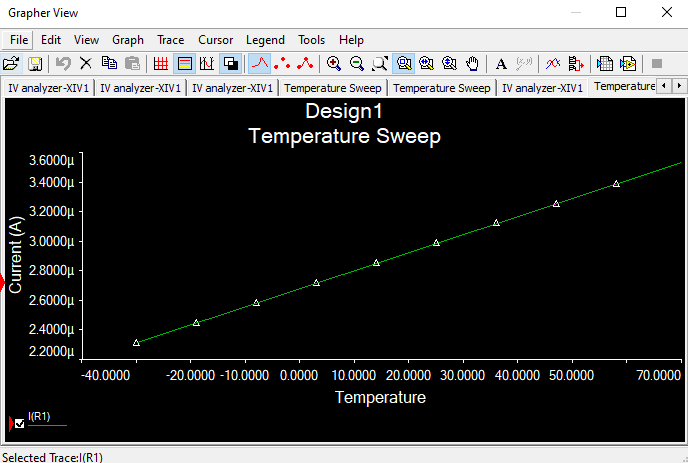 Grapher View
File Edit View Graph Trace Cursor Legend Tools Help
A
IV analyzer-XIV1 IV analyzer-XIV1 IV analyzer-XIV1 Temperature Sweep Temperature Sweep IV analyzer-XIV1 Temperature
Design1
Temperature Sweep
3.6000µ
3.4000µ
3.2000µ
3.0000µ
2.8000µ
2.6000µ
2.4000µ
2.2000µ
Current (A)
-40.0000 -20.0000 -10.0000 0.0000 10.0000 20.0000 30.0000 40.0000 50.0000 70.0000
Temperature
I(R1)
Selected Trace:I(R1)